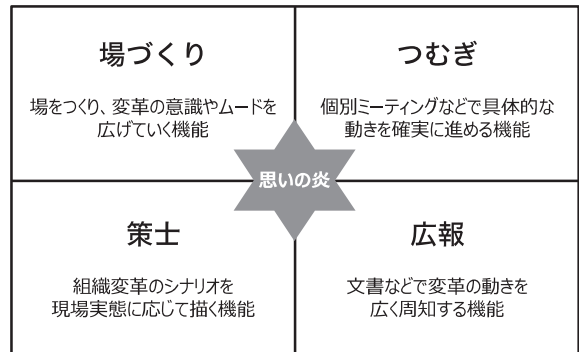 場づくり
場をつくり、変革の意識やムードを
広げていく機能
つむぎ
個別ミーティングなどで具体的な
動きを確実に進める機能
思いの炎
策士
組織変革のシナリオを
現場実態に応じて描く機能
広報
文書などで変革の動きを
広く周知する機能